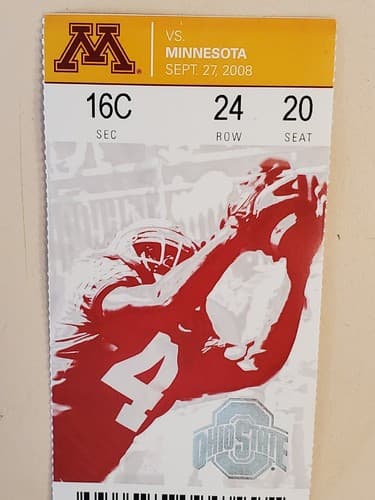 M
VS.
MINNESOTA
SEPT. 27, 2008
16C 24 20
SEC ROW SEAT
4
OHIO STATE